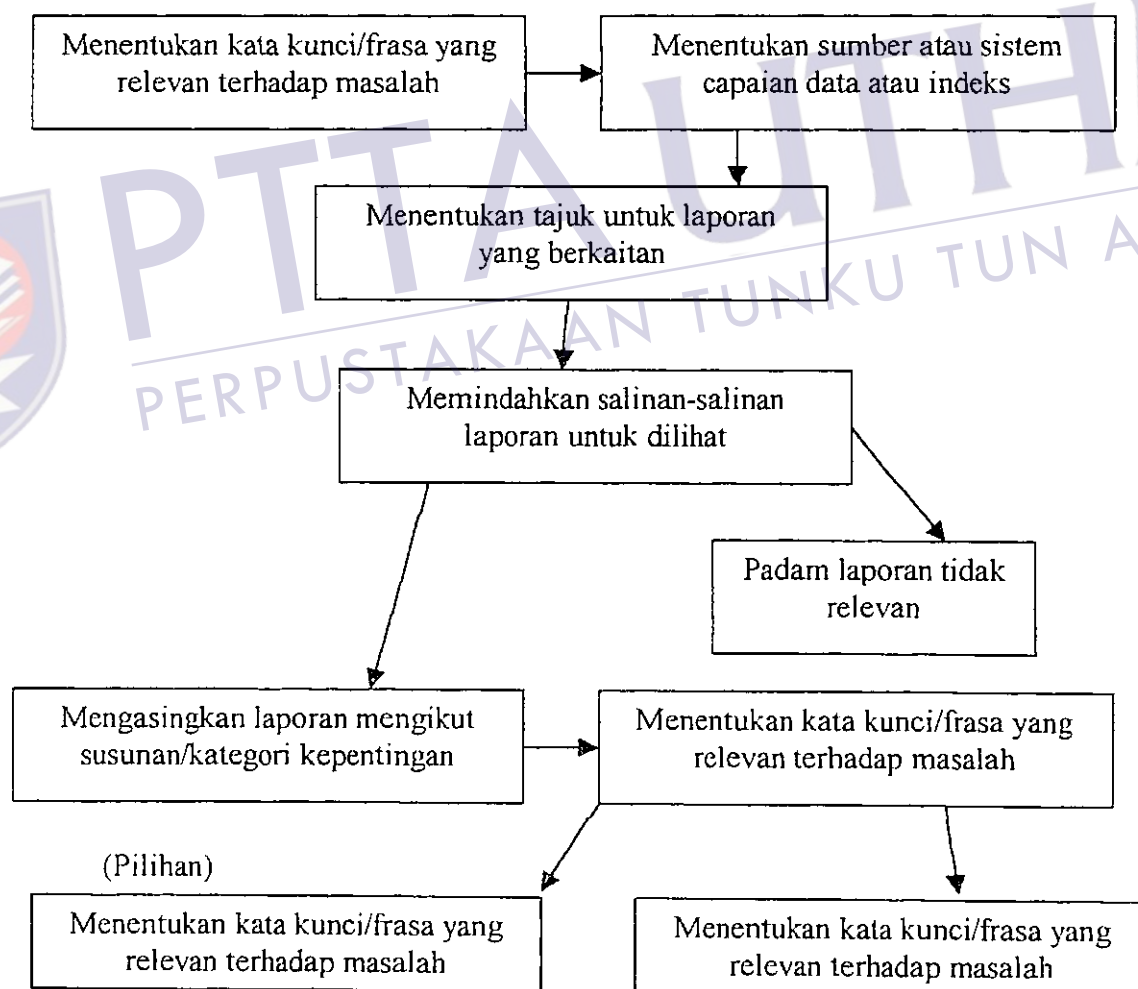 Menentukan kata kunci/frasa yang
relevan terhadap masalah
Menentukan sumber atau sistem
capaian data atau indeks
Menentukan tajuk untuk laporan
yang berkaitan
Memindahkan salinan-salinan
laporan untuk dilihat
Padam laporan tidak
relevan
Mengasingkan laporan mengikut
susunan/kategori kepentingan
Menentukan kata kunci/frasa yang
relevan terhadap masalah
(Pilihan)
Menentukan kata kunci/frasa yang
relevan terhadap masalah
Menentukan kata kunci/frasa yang
relevan terhadap masalah
PTTA UTH
PERPUSTAKAAN TUNKU TUN A